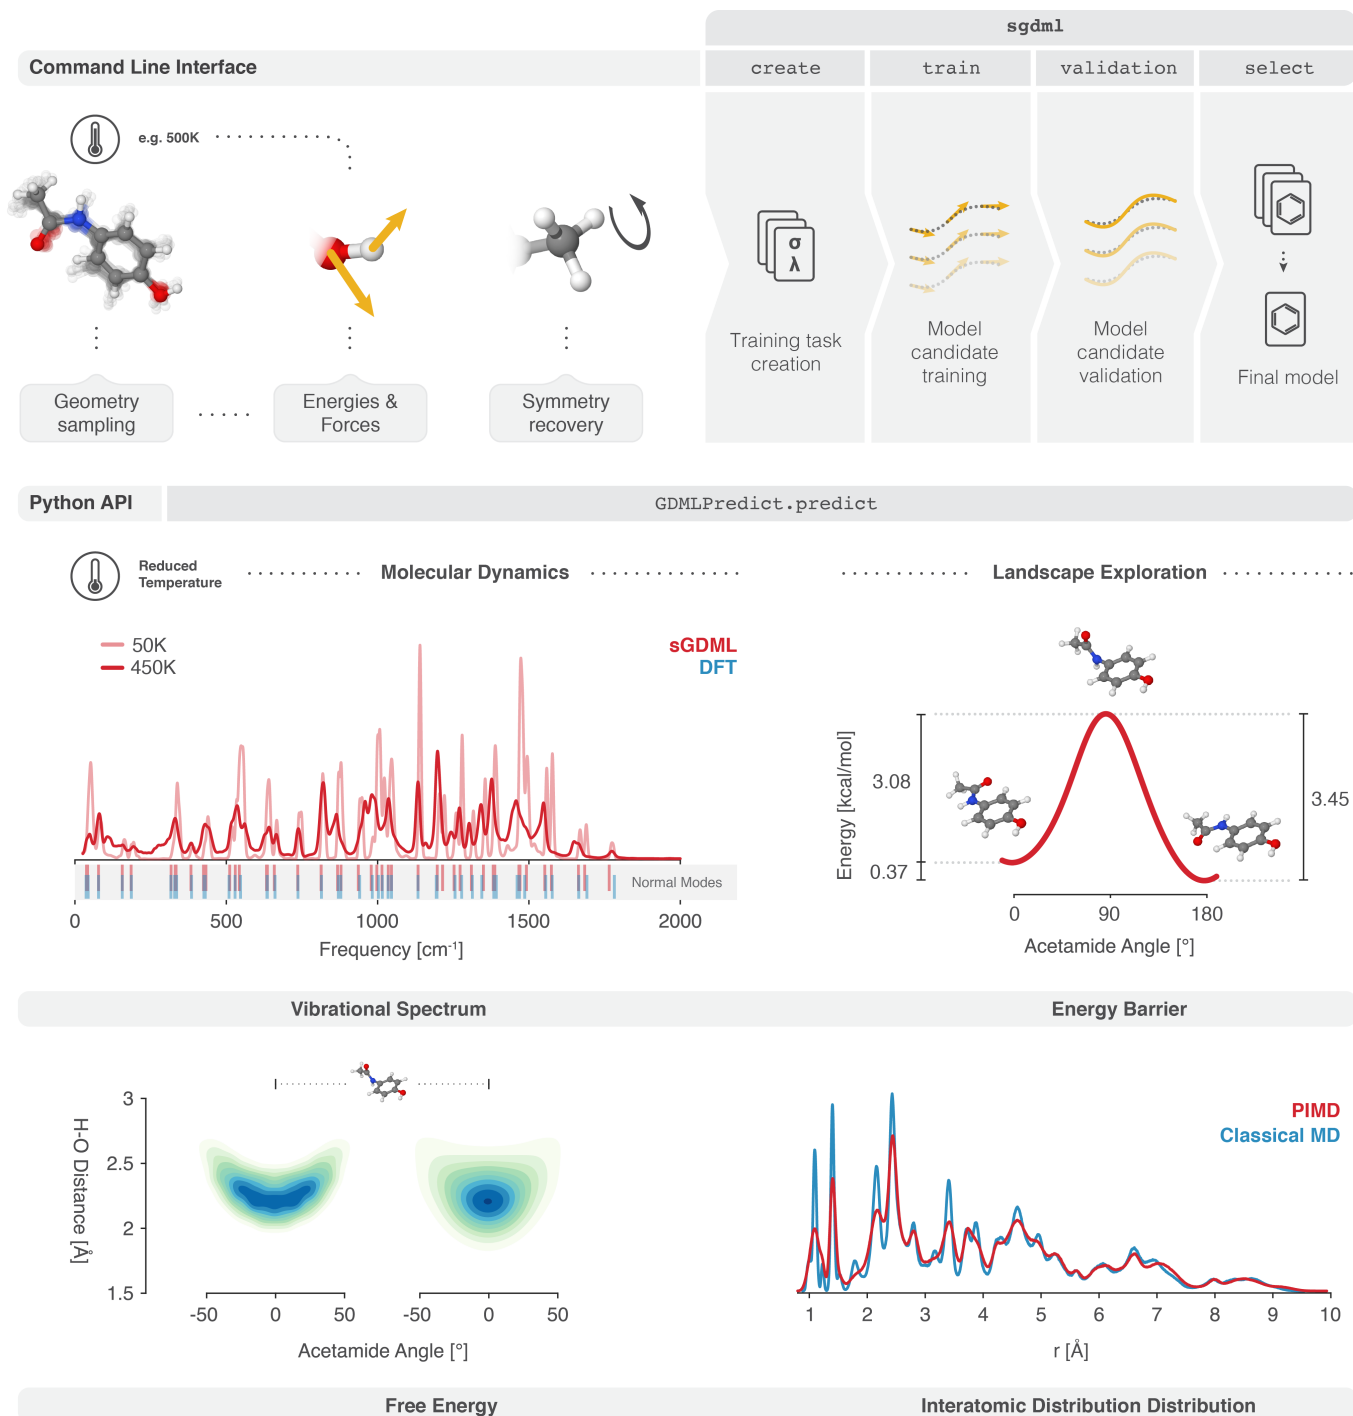 sgdml
Command Line Interface
create
train
validation
select
e.g. 500K
σ
λ
Training task
creation
Model
candidate
training
Model
candidate
validation
Final model
Geometry
sampling
Energies &
Forces
Symmetry
recovery
Python API
GDMLPredict.predict
Reduced
Temperature
Molecular Dynamics
Landscape Exploration
50K
450K
sGDML
DFT
Normal Modes
0
500
1000
1500
2000
Frequency [cm-1]
Energy [kcal/mol]
3.08
0.37
3.45
0
90
180
Acetamide Angle [°]
Vibrational Spectrum
Energy Barrier
H-O Distance [Å]
3
2.5
2
1.5
-50
0
50
-50
0
50
Acetamide Angle [°]
PIMD
Classical MD
1
2
3
4
5
6
7
8
9
10
r [Å]
Free Energy
Interatomic Distribution Distribution